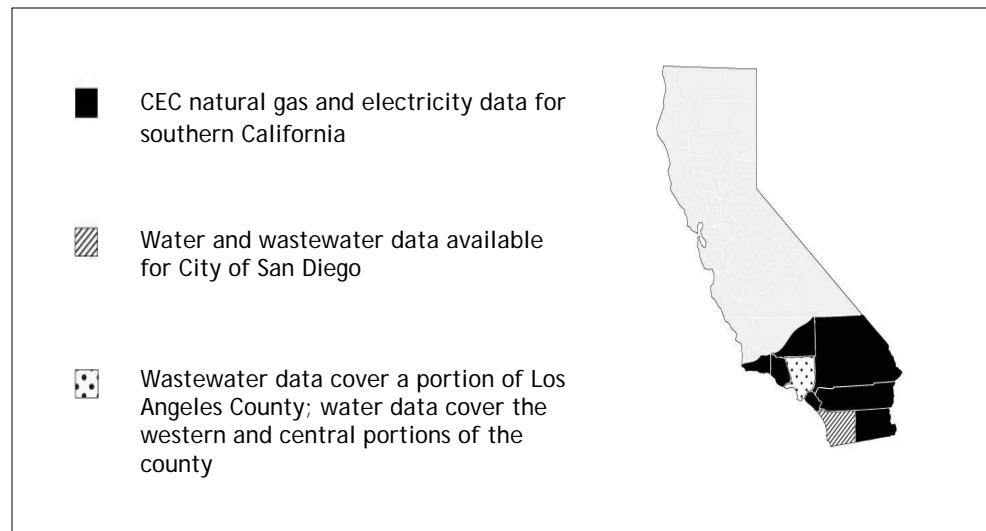 CEC natural gas and electricity data for
southern California
Water and wastewater data available
for City of San Diego
Wastewater data cover a portion of Los
Angeles County; water data cover the
western and central portions of the
county